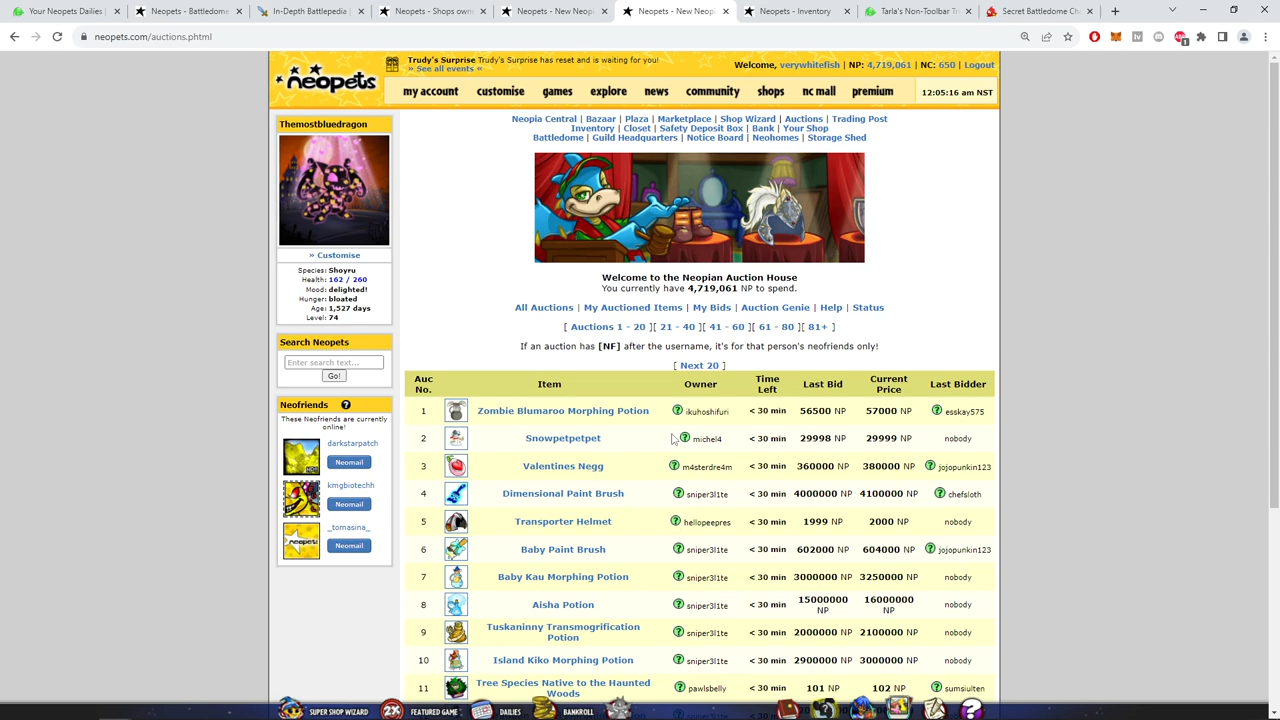 Your Neopets Dailies
Neopets - Battledome
In-Depth Battlepedia
Neopets - Shops owne
Neopets - New Neopi
Neopets - New Neopi
Neopets - Inventory
Tarla's Non-Toolbar Tr
Secret Battledome Ch
neopets.com/auctions.phtml
Trudy's Surprise Trudy's Surprise has reset and is waiting for you!
» See all events «
Welcome, verywhitefish | NP: 4,719,061 | NC: 650 | Logout
neopets
my account customise games explore news community shops nc mall premium
12:05:16 am NST
Themostbluedragon
» Customise
Species: Shoyru
Health: 162 / 260
Mood: delighted!
Hunger: bloated
Age: 1,527 days
Level: 74
Search Neopets
Enter search text...
Go!
Neofriends
These Neofriends are currently
online!
darkstarpatch
Neomail
kmgbiotechh
Neomail
_tomasina_
Neomail
Neopia Central | Bazaar | Plaza | Marketplace | Shop Wizard | Auctions | Trading Post
Inventory | Closet | Safety Deposit Box | Bank | Your Shop
Battledome | Guild Headquarters | Notice Board | Neohomes | Storage Shed
Welcome to the Neopian Auction House
You currently have 4,719,061 NP to spend.
All Auctions | My Auctioned Items | My Bids | Auction Genie | Help | Status
[ Auctions 1 - 20 ][ 21 - 40 ][ 41 - 60 ][ 61 - 80 ][ 81+ ]
If an auction has [NF] after the username, it's for that person's neofriends only!
[ Next 20 ]
Auc No. Item Owner Time Left Last Bid Current Price Last Bidder
1 Zombie Blumaroo Morphing Potion ikuhoshifuri < 30 min 56500 NP 57000 NP esskay575
2 Snowpetpetpet michel4 < 30 min 29998 NP 29999 NP nobody
3 Valentines Negg m4sterdre4m < 30 min 360000 NP 380000 NP jojopunkin123
4 Dimensional Paint Brush sniper3l1te < 30 min 4000000 NP 4100000 NP chefsloth
5 Transporter Helmet hellopeepres < 30 min 1999 NP 2000 NP nobody
6 Baby Paint Brush sniper3l1te < 30 min 602000 NP 604000 NP jojopunkin123
7 Baby Kau Morphing Potion sniper3l1te < 30 min 3000000 NP 3250000 NP nobody
8 Aisha Potion sniper3l1te < 30 min 15000000 NP 16000000 NP nobody
9 Tuskaninny Transmogrification Potion sniper3l1te < 30 min 2000000 NP 2100000 NP nobody
10 Island Kiko Morphing Potion sniper3l1te < 30 min 2900000 NP 3000000 NP nobody
11 Tree Species Native to the Haunted Woods pawlsbelly < 30 min 101 NP 102 NP sumsiulten
SUPER SHOP WIZARD FEATURED GAME DAILIES BANKROLL